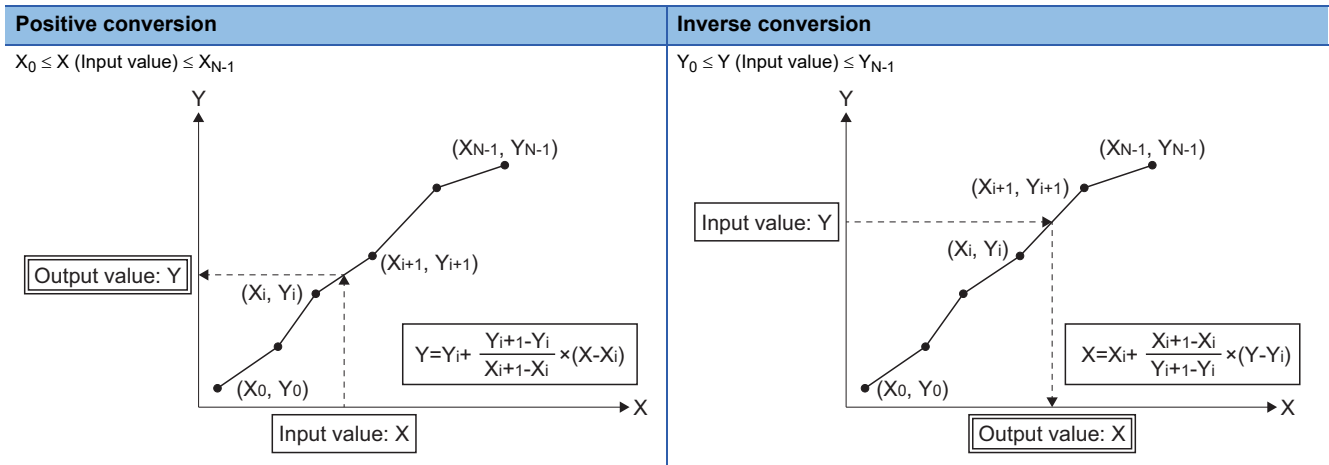 Positive conversion
X0 ≤ X (Input value) ≤ XN-1
Y
(XN-1, YN-1)
(Xi+1, Yi+1)
Output value: Y
(Xi, Yi)
Y=Yi+ Yi+1-Yi / Xi+1-Xi ×(X-Xi)
(X0, Y0)
X
Input value: X
Inverse conversion
Y0 ≤ Y (Input value) ≤ YN-1
Y
(XN-1, YN-1)
(Xi+1, Yi+1)
Input value: Y
(Xi, Yi)
X=Xi+ Xi+1-Xi / Yi+1-Yi ×(Y-Yi)
(X0, Y0)
X
Output value: X